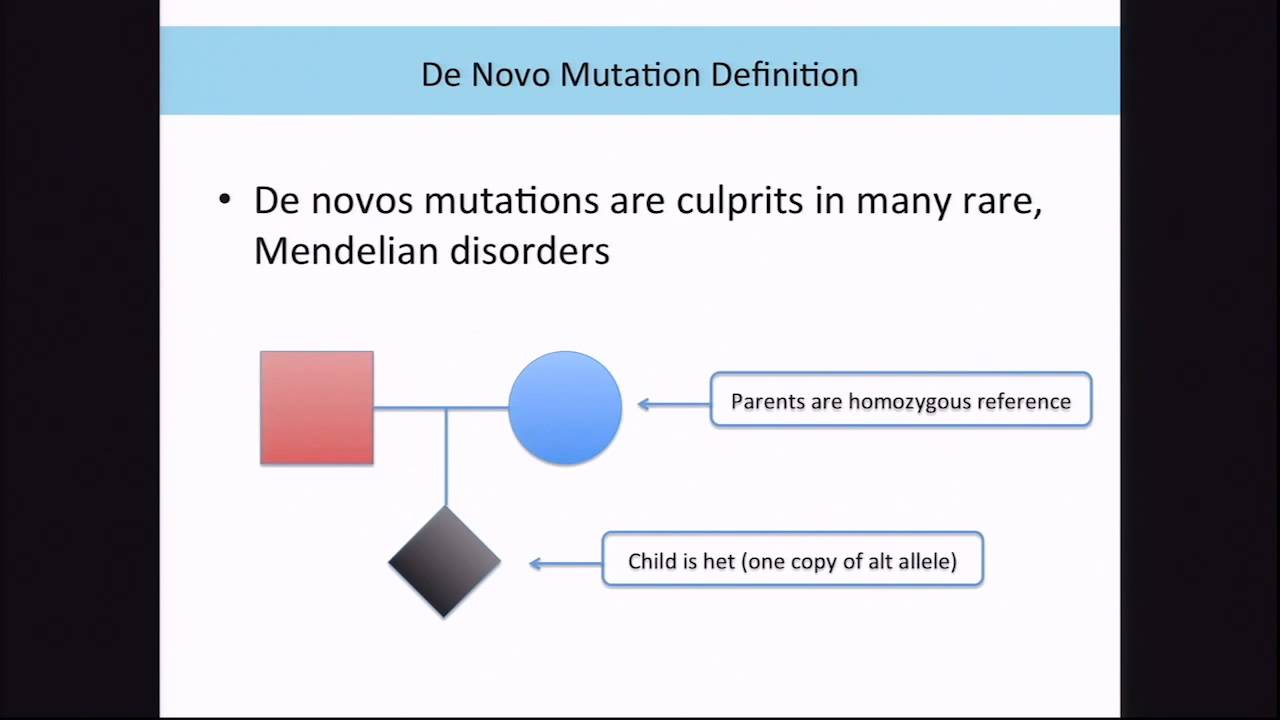 De Novo Mutation Definition
• De novos mutations are culprits in many rare,
Mendelian disorders
Parents are homozygous reference
Child is het (one copy of alt allele)